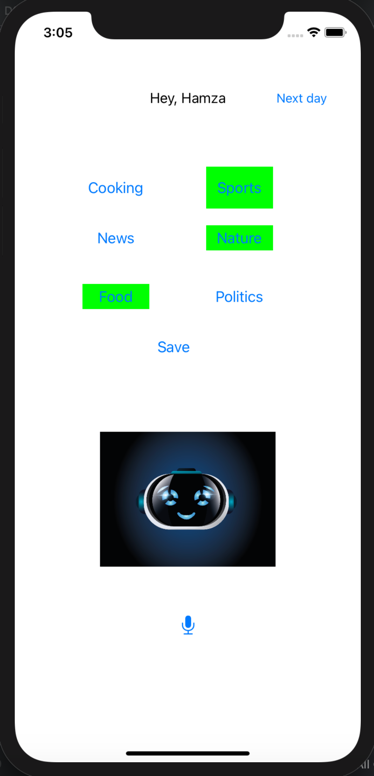 3:05
Hey, Hamza Next day
Cooking Sports
News Nature
Food Politics
Save